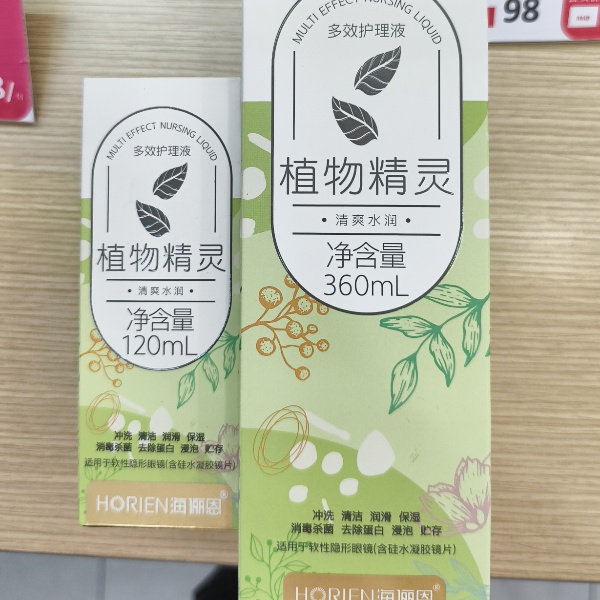 MULTI EFFECT NURSING LIQUID
多效护理液
植物精灵
• 清爽水润 •
净含量
120mL
冲洗 清洁 润滑 保湿
消毒杀菌 去除蛋白 浸泡 贮存
适用于软性隐形眼镜(含硅水凝胶镜片)
HORIEN海俪恩®
MULTI EFFECT NURSING LIQUID
多效护理液
植物精灵
• 清爽水润 •
净含量
360mL
冲洗 清洁 润滑 保湿
消毒杀菌 去除蛋白 浸泡 贮存
适用于软性隐形眼镜(含硅水凝胶镜片)
HORIEN海俪恩®
98